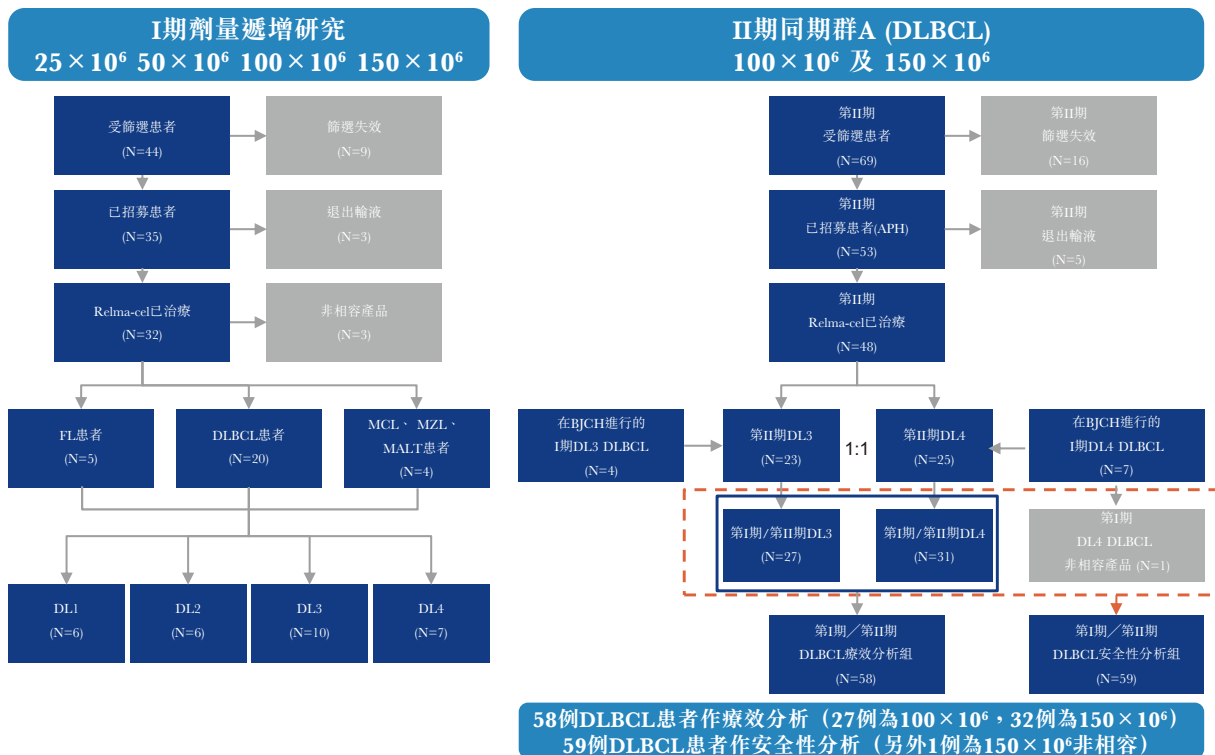 I期劑量遞增研究
25×10⁶ 50×10⁶ 100×10⁶ 150×10⁶
受篩選患者
(N=44)
篩選失效
(N=9)
已招募患者
(N=35)
退出輸液
(N=3)
Relma-cel已治療
(N=32)
非相容產品
(N=3)
FL患者
(N=5)
DLBCL患者
(N=20)
MCL、MZL、
MALT患者
(N=4)
DL1
(N=6)
DL2
(N=6)
DL3
(N=10)
DL4
(N=7)
II期同期群A (DLBCL)
100×10⁶ 及 150×10⁶
第II期
受篩選患者
(N=69)
第II期
篩選失效
(N=16)
第II期
已招募患者(APH)
(N=53)
第II期
退出輸液
(N=5)
第II期
Relma-cel已治療
(N=48)
在BJCH進行的
I期DL3 DLBCL
(N=4)
第II期DL3
(N=23)
1:1
第II期DL4
(N=25)
在BJCH進行的
I期DL4 DLBCL
(N=7)
第I期/第II期DL3
(N=27)
第I期/第II期DL4
(N=31)
第I期
DL4 DLBCL
非相容產品 (N=1)
第I期／第II期
DLBCL療效分析組
(N=58)
第I期／第II期
DLBCL安全性分析組
(N=59)
58例DLBCL患者作療效分析（27例為100×10⁶，32例為150×10⁶）
59例DLBCL患者作安全性分析（另外1例為150×10⁶非相容）